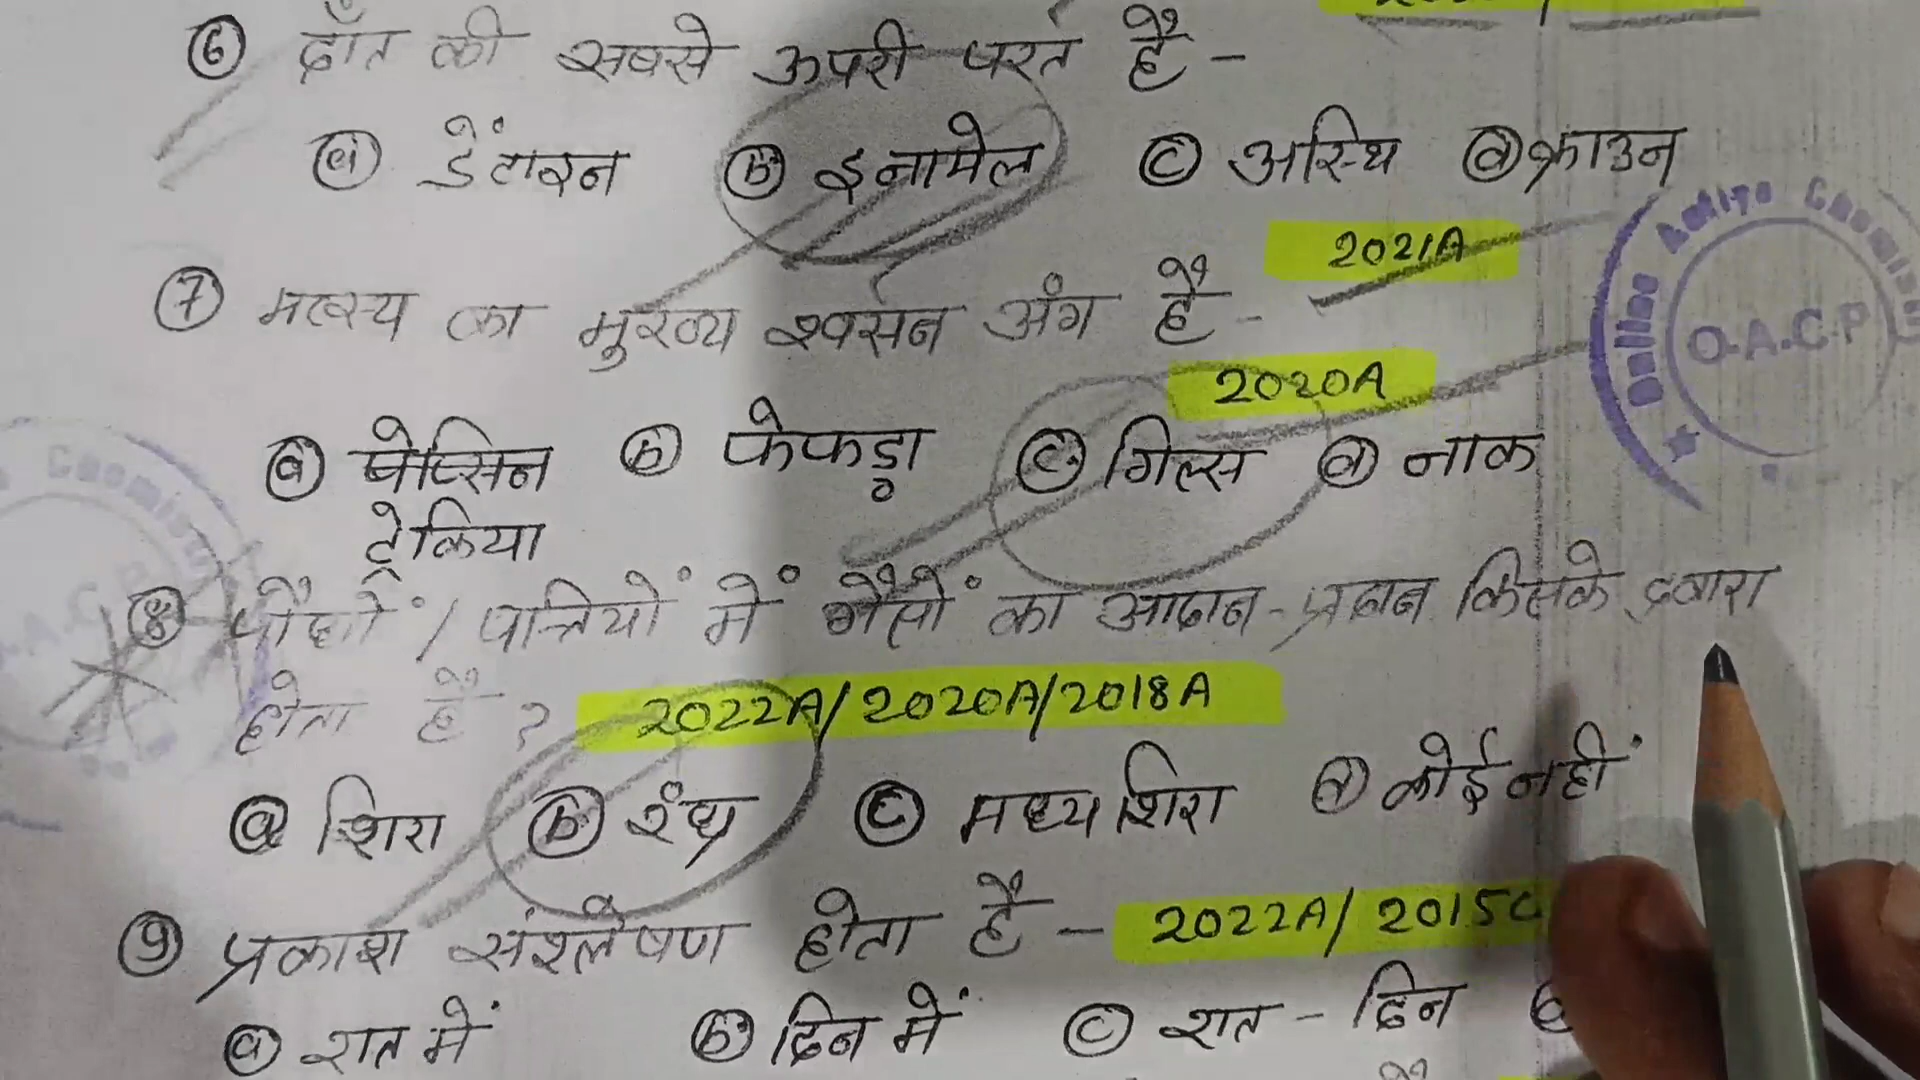 ⑥ दाँत की सबसे ऊपरी परत है -
ⓐ डेंटाइन ⓑ इनामेल ⓒ अस्थि ⓓ क्राउन
2021A
⑦ मत्स्य का मुख्य श्वसन अंग है -
2020A
ⓐ ट्रेकिया ⓑ फेफड़ा ⓒ गिल्स ⓓ नाक
⑧ पौधों / पत्तियों में गैसों का आदान-प्रदान किसके द्वारा
होता है ? 2022A/2020A/2018A
ⓐ शिरा ⓑ रंध्र ⓒ मध्य शिरा ⓓ कोई नहीं
⑨ प्रकाश संश्लेषण होता है - 2022A/2015C
ⓐ रात में ⓑ दिन में ⓒ रात - दिन
Online
O.A.C.P